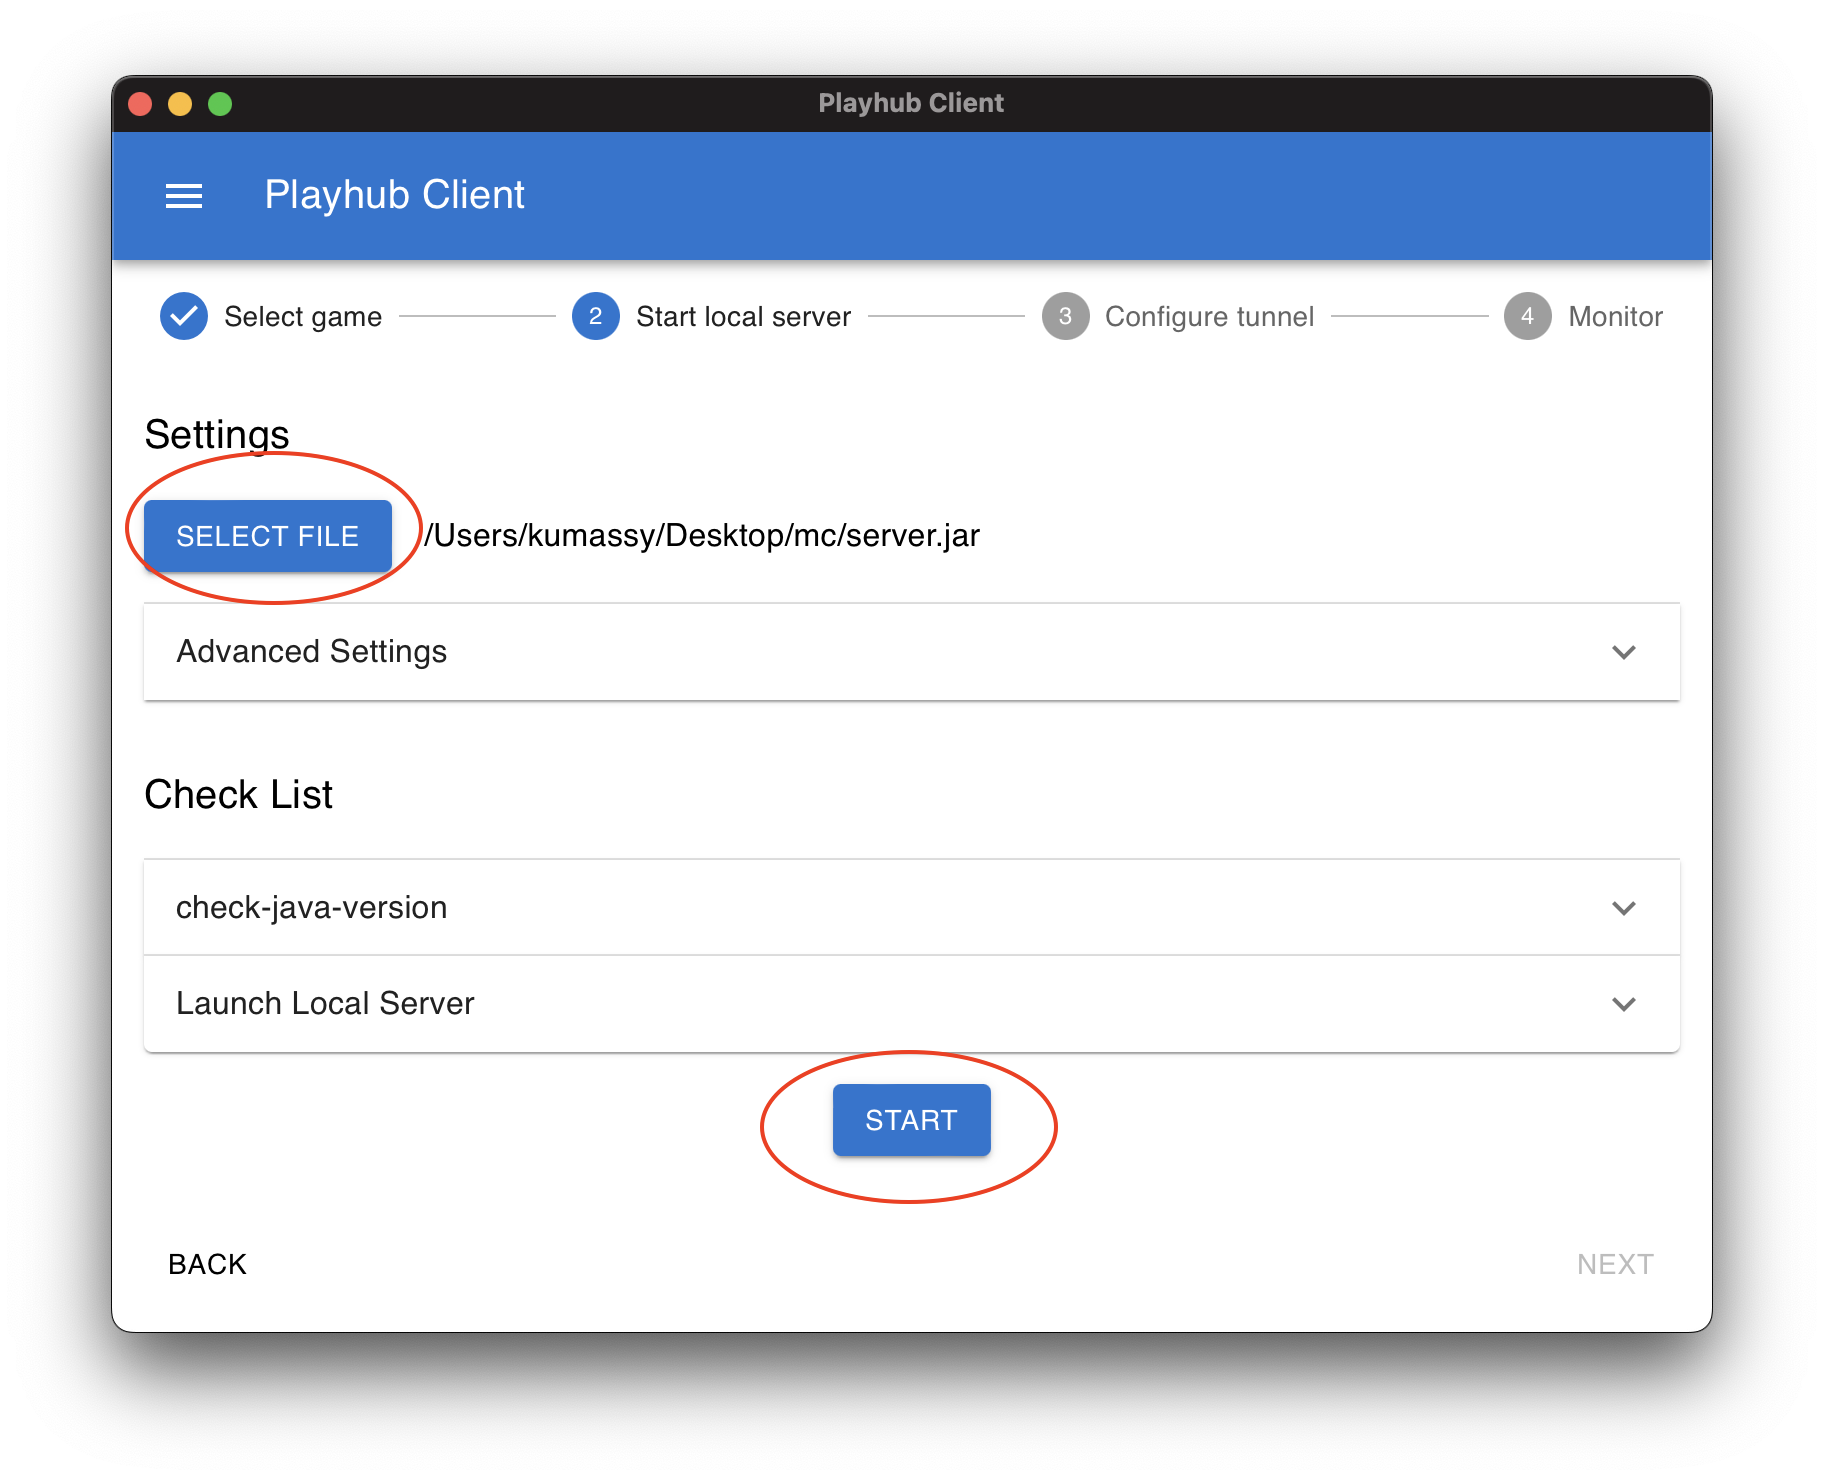 Playhub Client
Playhub Client
Select game 2 Start local server 3 Configure tunnel 4 Monitor
Settings
SELECT FILE /Users/kumassy/Desktop/mc/server.jar
Advanced Settings
Check List
check-java-version
Launch Local Server
START
BACK NEXT